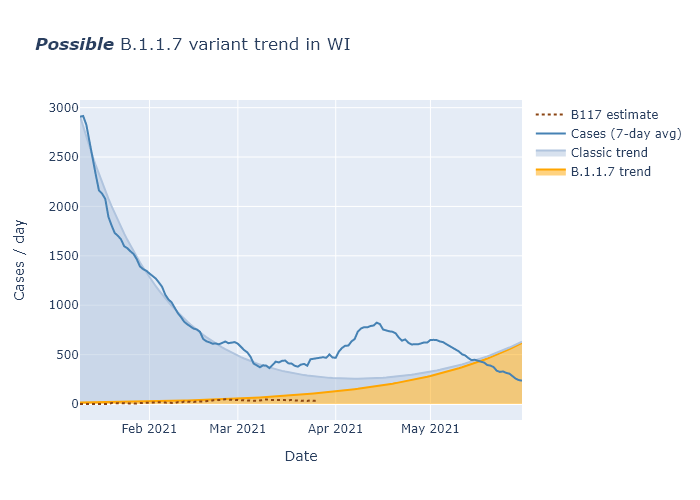 Possible B.1.1.7 variant trend in WI
B117 estimate
Cases (7-day avg)
Classic trend
B.1.1.7 trend
Cases / day
3000
2500
2000
1500
1000
500
0
Feb 2021
Mar 2021
Apr 2021
May 2021
Date